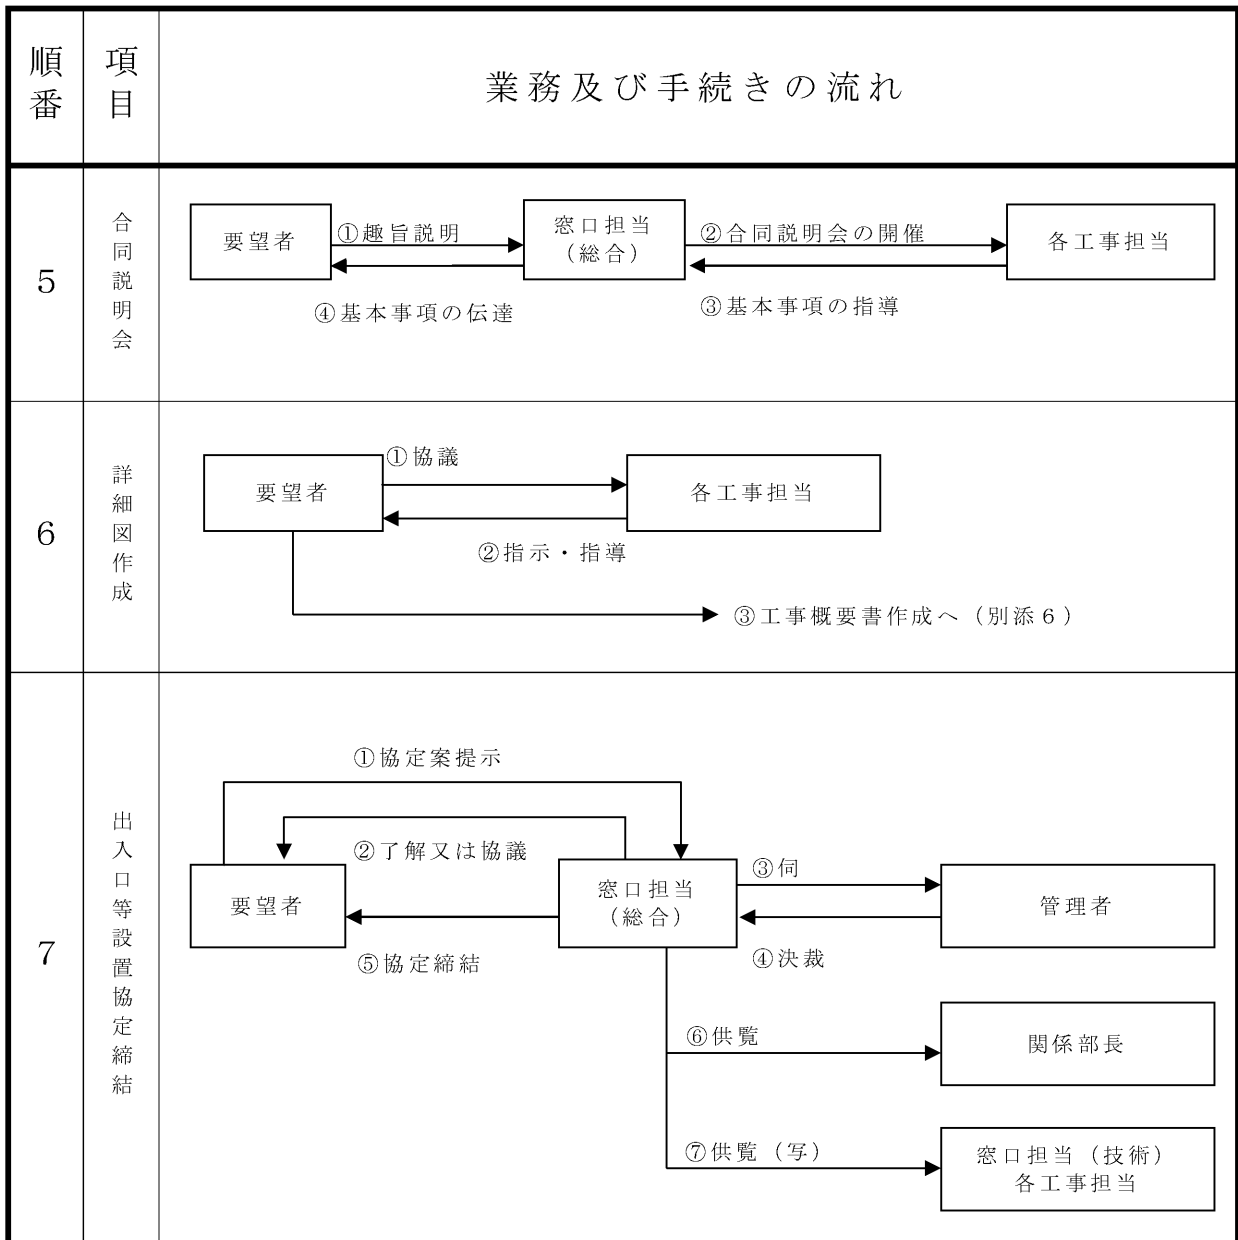 順番
項目
業務及び手続きの流れ
5
合同説明会
要望者
①趣旨説明
窓口担当
（総合）
②合同説明会の開催
各工事担当
④基本事項の伝達
③基本事項の指導
6
詳細図作成
要望者
①協議
各工事担当
②指示・指導
③工事概要書作成へ（別添６）
7
出入口等設置協定締結
①協定案提示
②了解又は協議
要望者
窓口担当
（総合）
③伺
管理者
⑤協定締結
④決裁
⑥供覧
関係部長
⑦供覧（写）
窓口担当（技術）
各工事担当